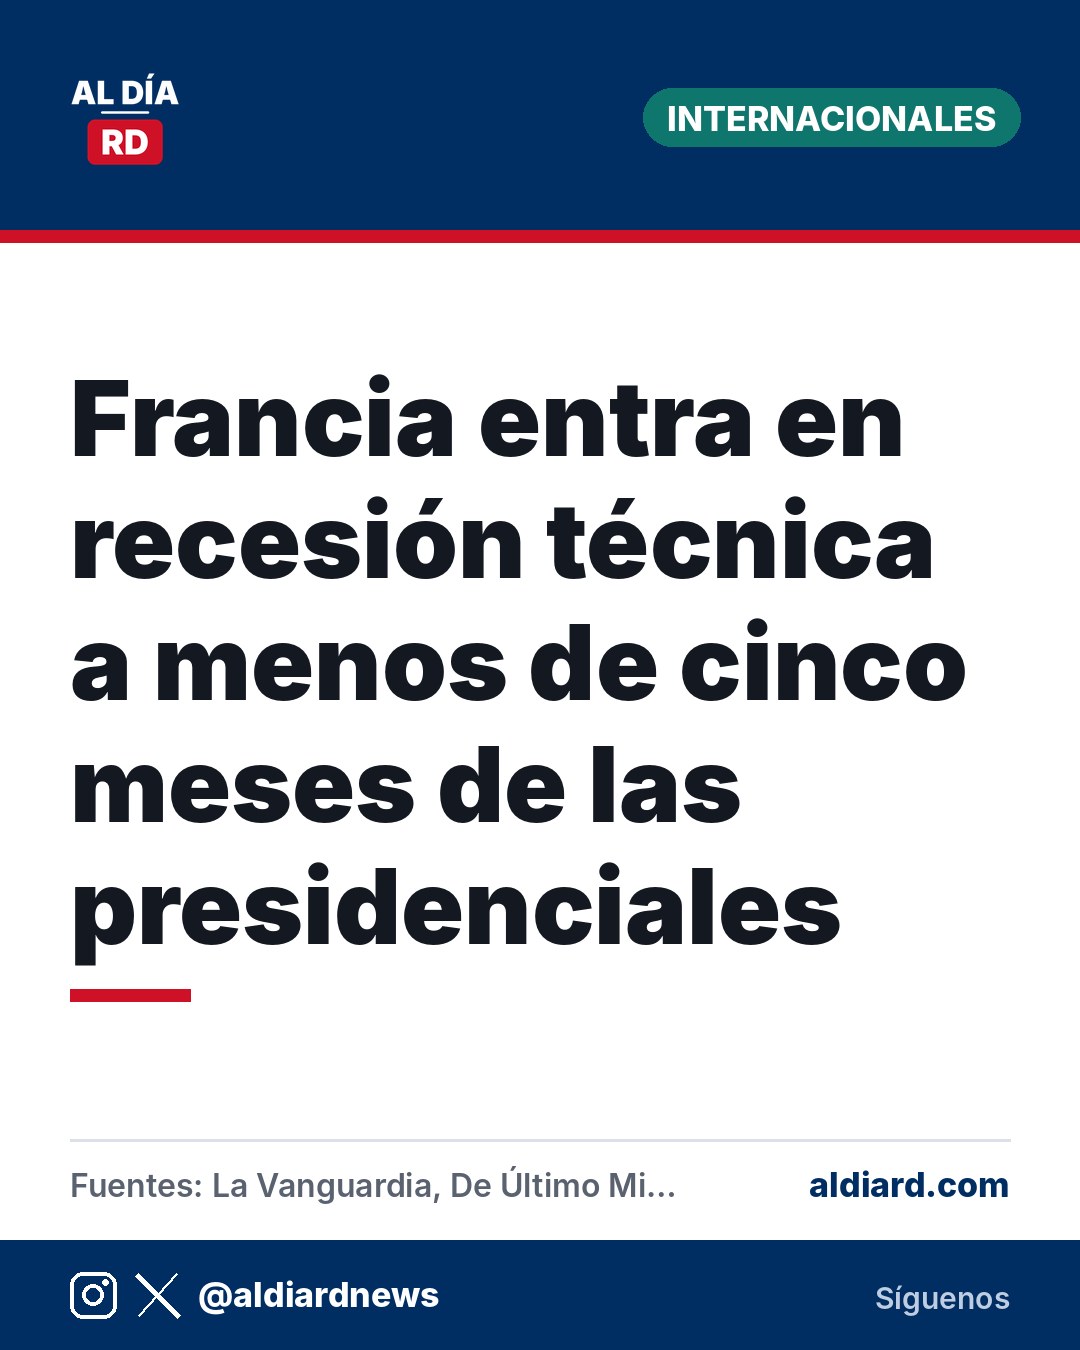 AL DÍA
RD
INTERNACIONALES
Francia entra en
recesión técnica
a menos de cinco
meses de las
presidenciales
Fuentes: La Vanguardia, De Último Mi...
aldiard.com
@aldiardnews
Síguenos